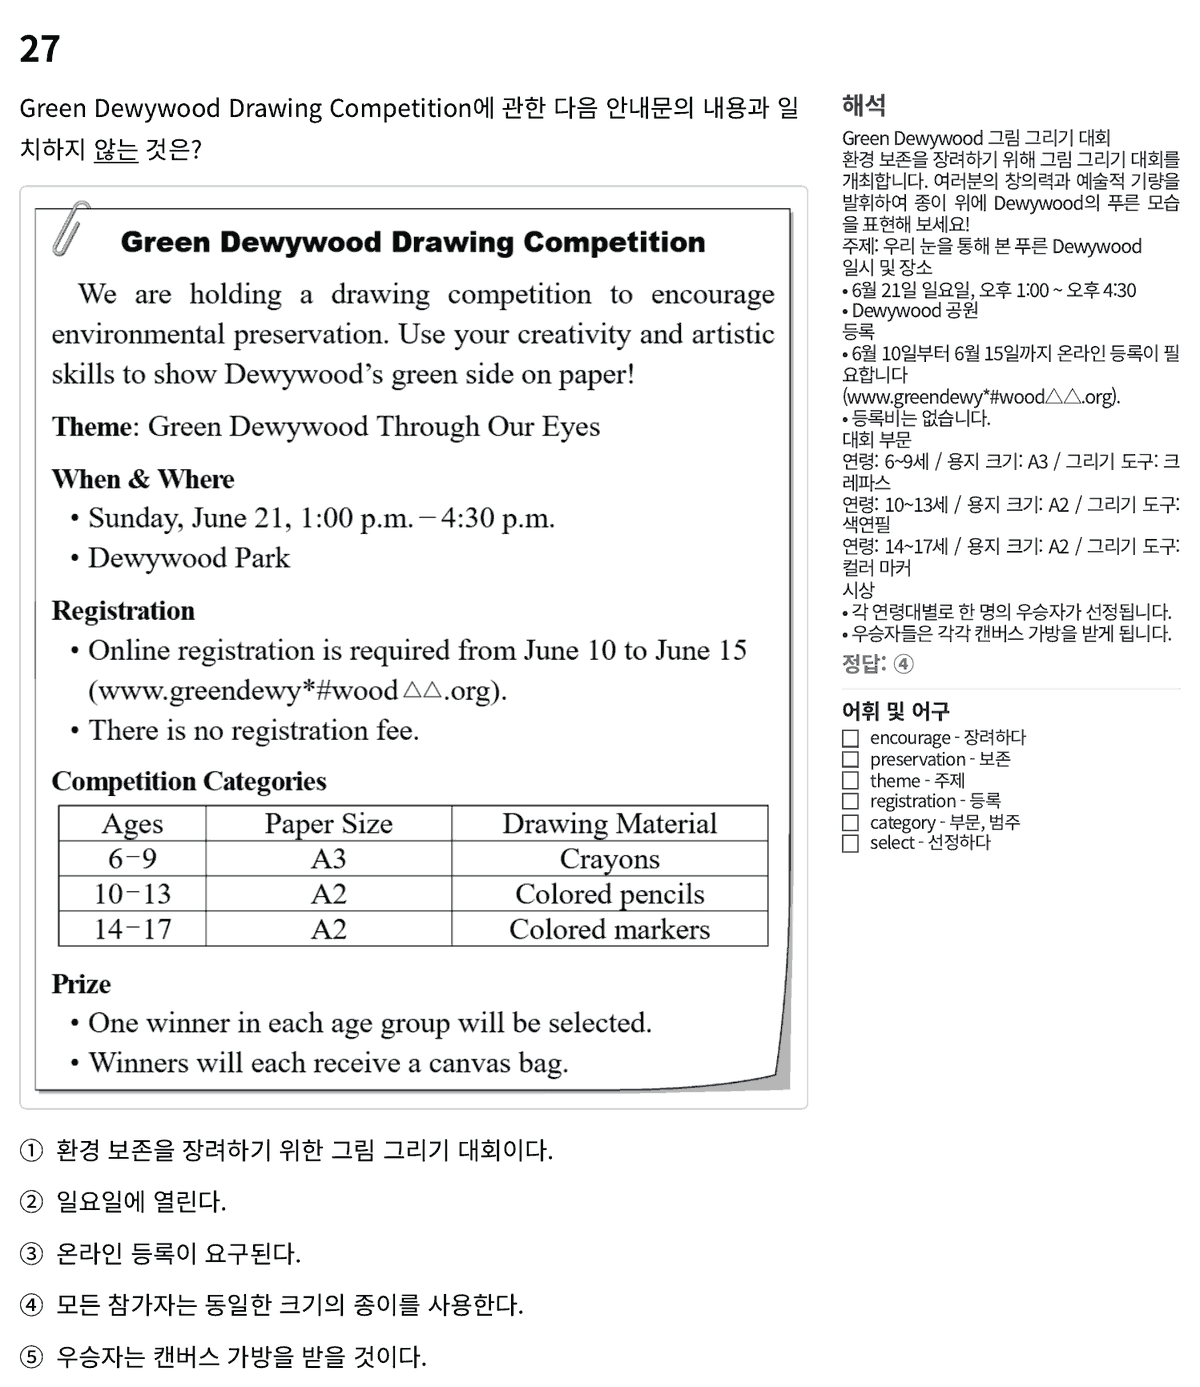 27
Green Dewywood Drawing Competition에 관한 다음 안내문의 내용과 일
치하지 않는 것은?
Green Dewywood Drawing Competition
We are holding a drawing competition to encourage
environmental preservation. Use your creativity and artistic
skills to show Dewywood's green side on paper!
Theme: Green Dewywood Through Our Eyes
When & Where
• Sunday, June 21, 1:00 p.m.－4:30 p.m.
• Dewywood Park
Registration
• Online registration is required from June 10 to June 15
(www.greendewy*#wood△△.org).
• There is no registration fee.
Competition Categories
Ages Paper Size Drawing Material
6－9 A3 Crayons
10－13 A2 Colored pencils
14－17 A2 Colored markers
Prize
• One winner in each age group will be selected.
• Winners will each receive a canvas bag.
① 환경 보존을 장려하기 위한 그림 그리기 대회이다.
② 일요일에 열린다.
③ 온라인 등록이 요구된다.
④ 모든 참가자는 동일한 크기의 종이를 사용한다.
⑤ 우승자는 캔버스 가방을 받을 것이다.
해석
Green Dewywood 그림 그리기 대회
환경 보존을 장려하기 위해 그림 그리기 대회를
개최합니다. 여러분의 창의력과 예술적 기량을
발휘하여 종이 위에 Dewywood의 푸른 모습
을 표현해 보세요!
주제: 우리 눈을 통해 본 푸른 Dewywood
일시 및 장소
• 6월 21일 일요일, 오후 1:00 ~ 오후 4:30
• Dewywood 공원
등록
• 6월 10일부터 6월 15일까지 온라인 등록이 필
요합니다
(www.greendewy*#wood△△.org).
• 등록비는 없습니다.
대회 부문
연령: 6~9세 / 용지 크기: A3 / 그리기 도구: 크
레파스
연령: 10~13세 / 용지 크기: A2 / 그리기 도구:
색연필
연령: 14~17세 / 용지 크기: A2 / 그리기 도구:
컬러 마커
시상
• 각 연령대별로 한 명의 우승자가 선정됩니다.
• 우승자들은 각각 캔버스 가방을 받게 됩니다.
정답: ④
어휘 및 어구
□ encourage - 장려하다
□ preservation - 보존
□ theme - 주제
□ registration - 등록
□ category - 부문, 범주
□ select - 선정하다